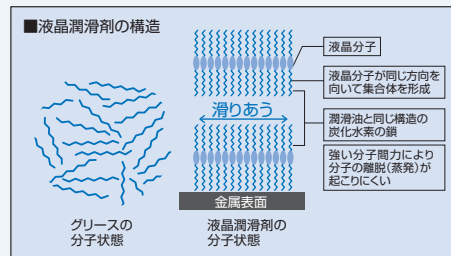 ■液晶潤滑剤の構造
液晶分子
液晶分子が同じ方向を
向いて集合体を形成
滑りあう
潤滑油と同じ構造の
炭化水素の鎖
強い分子間力により
分子の離脱(蒸発)が
起こりにくい
金属表面
グリースの
分子状態
液晶潤滑剤の
分子状態